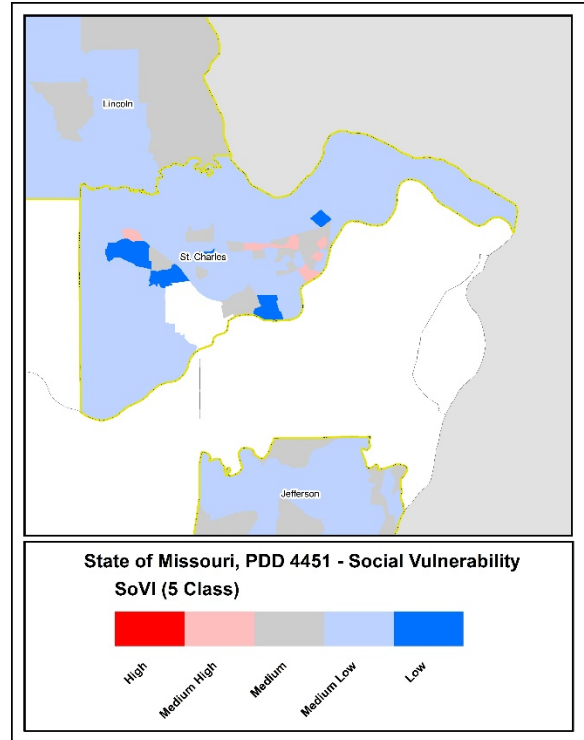 Lincoln
St. Charles
Jefferson
State of Missouri, PDD 4451 - Social Vulnerability
SoVI (5 Class)
High
Medium High
Medium
Medium Low
Low